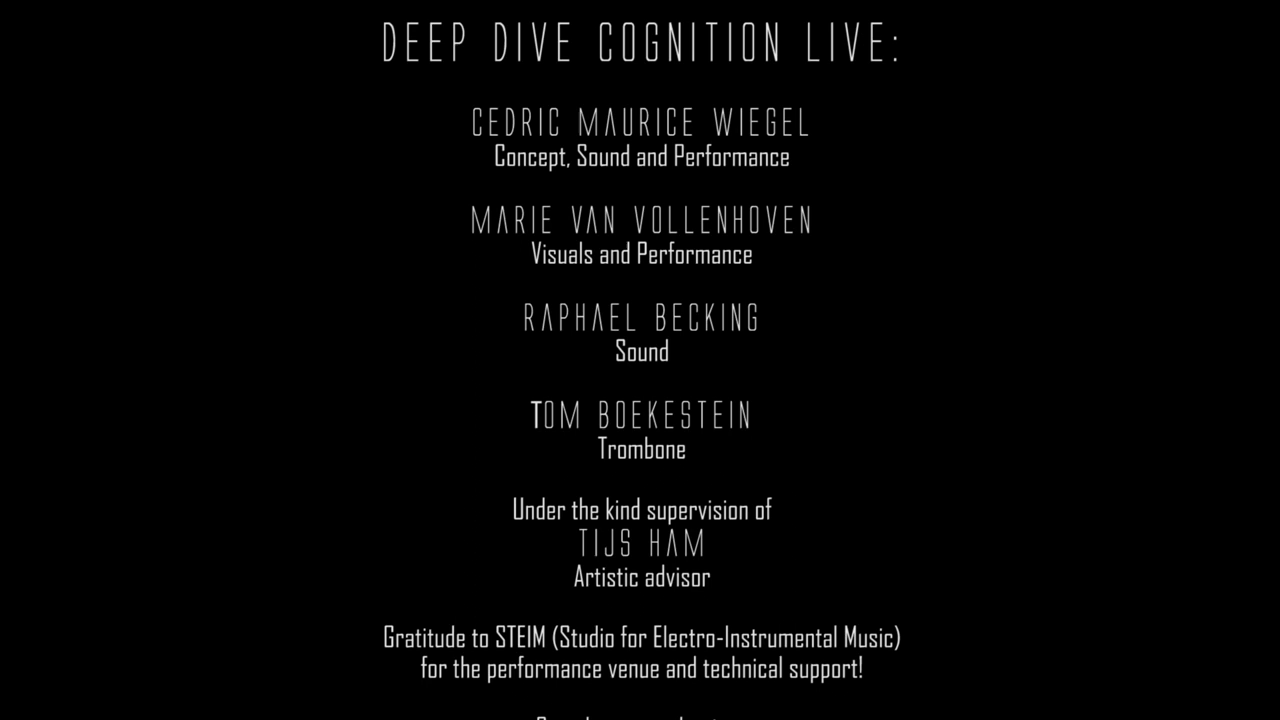 DEEP DIVE COGNITION LIVE:
CEDRIC MAURICE WIEGEL
Concept, Sound and Performance
MARIE VAN VOLLENHOVEN
Visuals and Performance
RAPHAEL BECKING
Sound
TOM BOEKESTEIN
Trombone
Under the kind supervision of
TIJS HAM
Artistic advisor
Gratitude to STEIM (Studio for Electro-Instrumental Music)
for the performance venue and technical support!